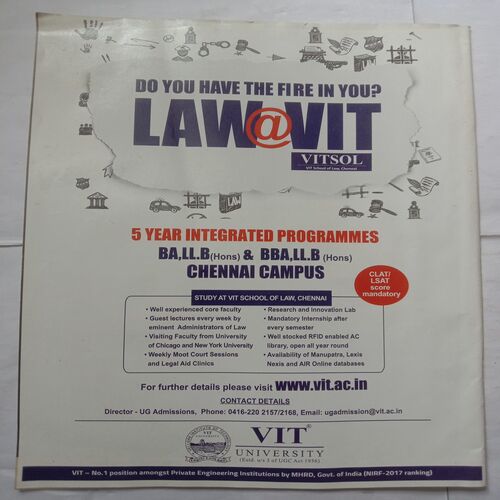 DO YOU HAVE THE FIRE IN YOU?
LAW@VIT
VITSOL
VIT School of Law, Chennai
LAW
5 YEAR INTEGRATED PROGRAMMES
BA,LL.B(Hons) & BBA,LL.B (Hons)
CHENNAI CAMPUS
CLAT/
LSAT
score
mandatory
STUDY AT VIT SCHOOL OF LAW, CHENNAI
• Well experienced core faculty
• Guest lectures every week by
eminent Administrators of Law
• Visiting Faculty from University
of Chicago and New York University
• Weekly Moot Court Sessions
and Legal Aid Clinics
• Research and Innovation Lab
• Mandatory Internship after
every semester
• Well stocked RFID enabled AC
library, open all year round
• Availability of Manupatra, Lexis
Nexis and AIR Online databases
For further details please visit www.vit.ac.in
CONTACT DETAILS
Director - UG Admissions, Phone: 0416-220 2157/2168, Email: ugadmission@vit.ac.in
VIT
VIT
UNIVERSITY
(Estd. u/s 3 of UGC Act 1956)
VIT – No.1 position amongst Private Engineering Institutions by MHRD, Govt. of India (NIRF-2017 ranking)